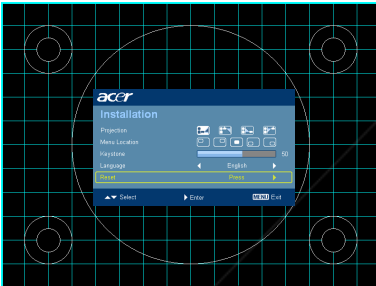 acer
Installation
Projection
Menu Location
Keystone 50
Language English
Reset Press
Select Enter MENU Exit